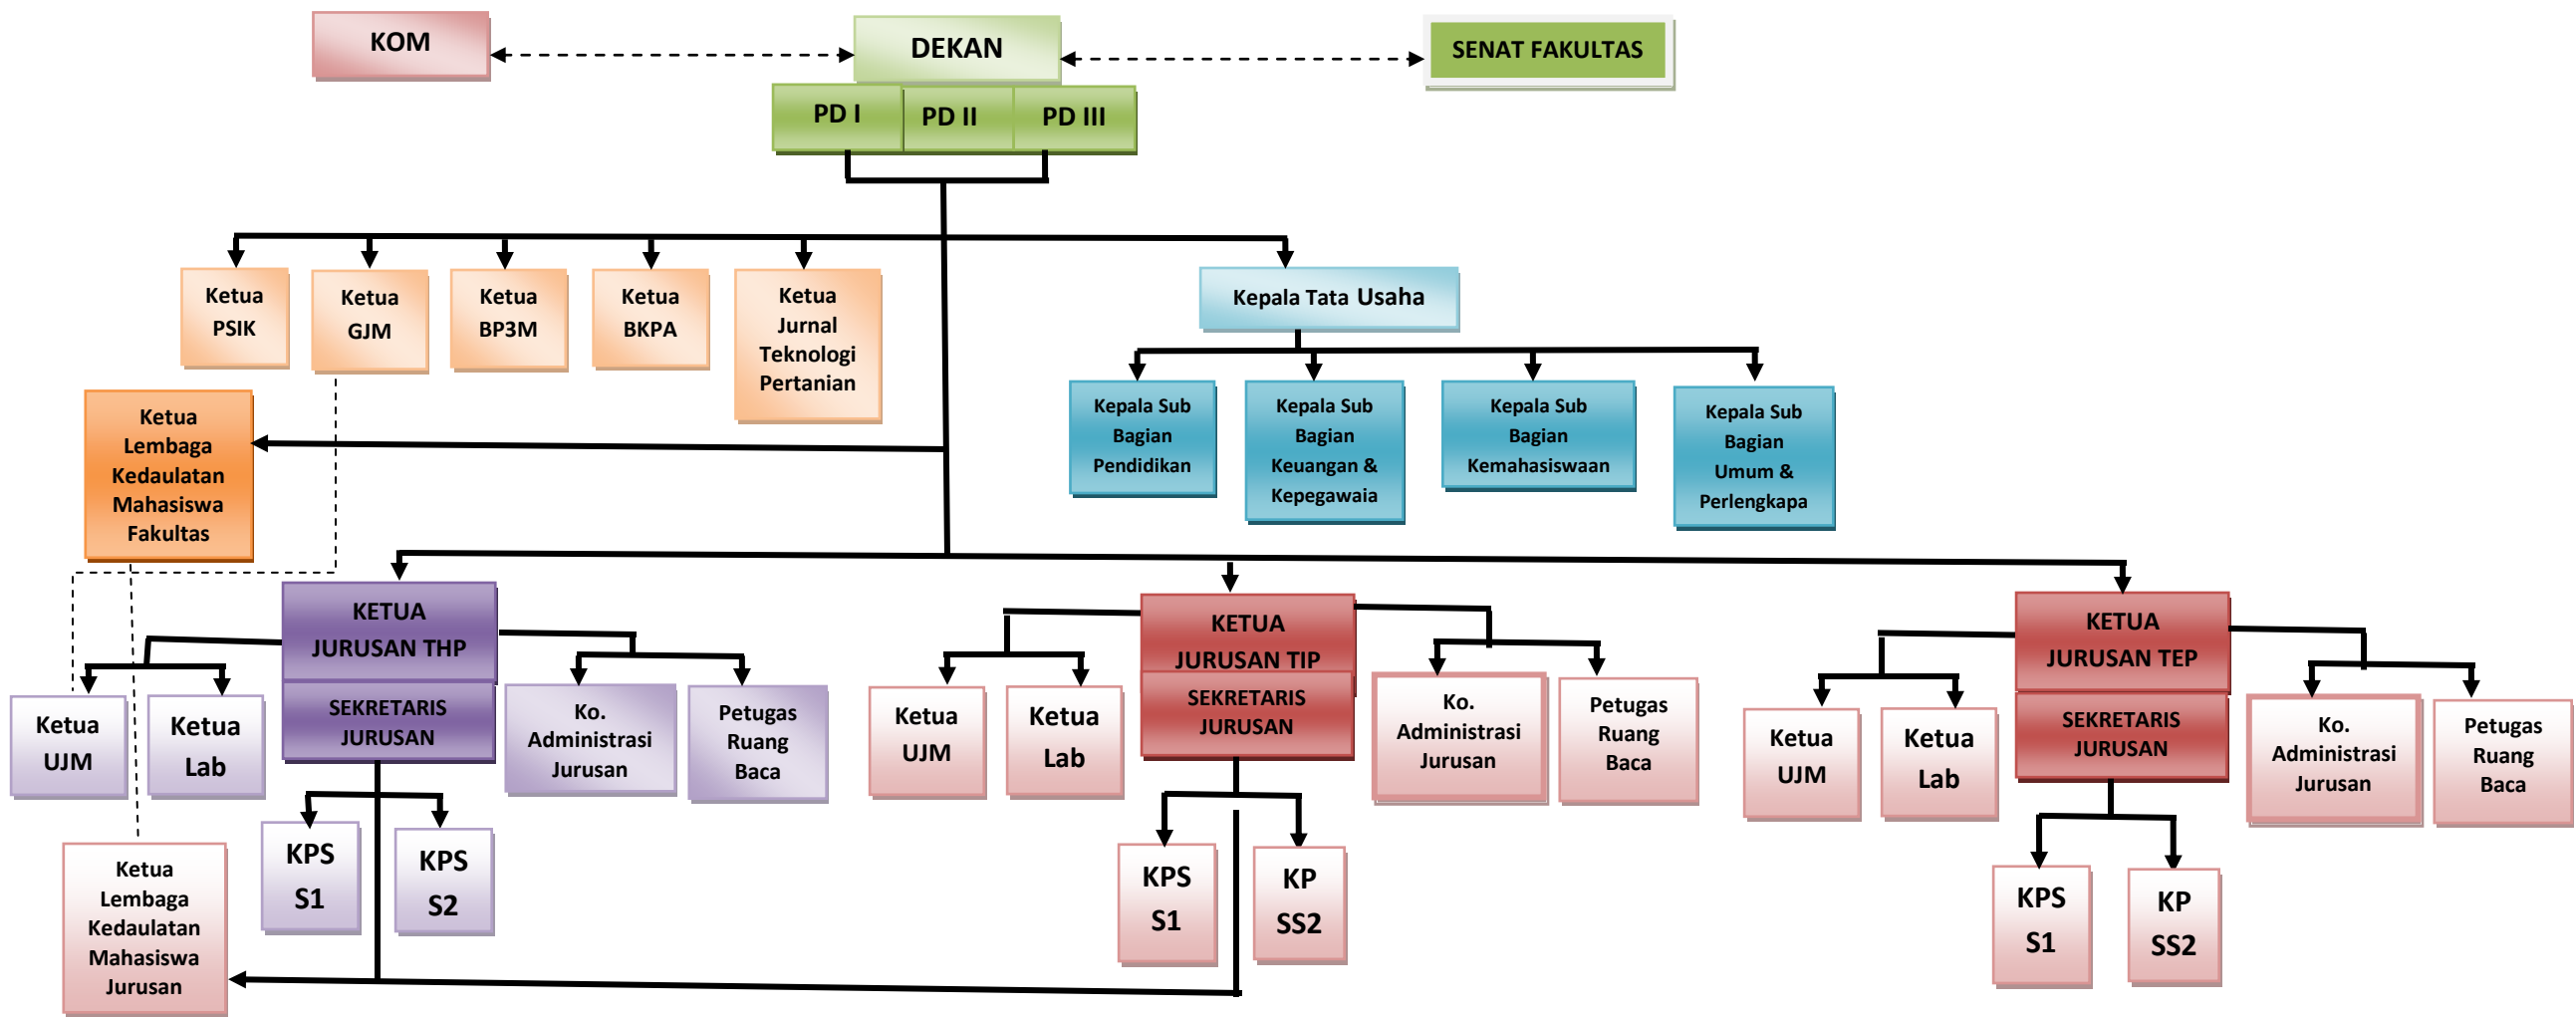 KOM
DEKAN
SENAT FAKULTAS
PD I
PD II
PD III
Ketua
PSIK
Ketua
GJM
Ketua
BP3M
Ketua
BKPA
Ketua
Jurnal
Teknologi
Pertanian
Kepala Tata Usaha
Kepala Sub
Bagian
Pendidikan
Kepala Sub
Bagian
Keuangan &
Kepegawaia
Kepala Sub
Bagian
Kemahasiswaan
Kepala Sub
Bagian
Umum &
Perlengkapa
Ketua
Lembaga
Kedaulatan
Mahasiswa
Fakultas
KETUA
JURUSAN THP
SEKRETARIS
JURUSAN
Ketua
UJM
Ketua
Lab
Ko.
Administrasi
Jurusan
Petugas
Ruang
Baca
KPS
S1
KPS
S2
Ketua
Lembaga
Kedaulatan
Mahasiswa
Jurusan
KETUA
JURUSAN TIP
SEKRETARIS
JURUSAN
Ketua
UJM
Ketua
Lab
Ko.
Administrasi
Jurusan
Petugas
Ruang
Baca
KPS
S1
KP
SS2
KETUA
JURUSAN TEP
SEKRETARIS
JURUSAN
Ketua
UJM
Ketua
Lab
Ko.
Administrasi
Jurusan
Petugas
Ruang
Baca
KPS
S1
KP
SS2